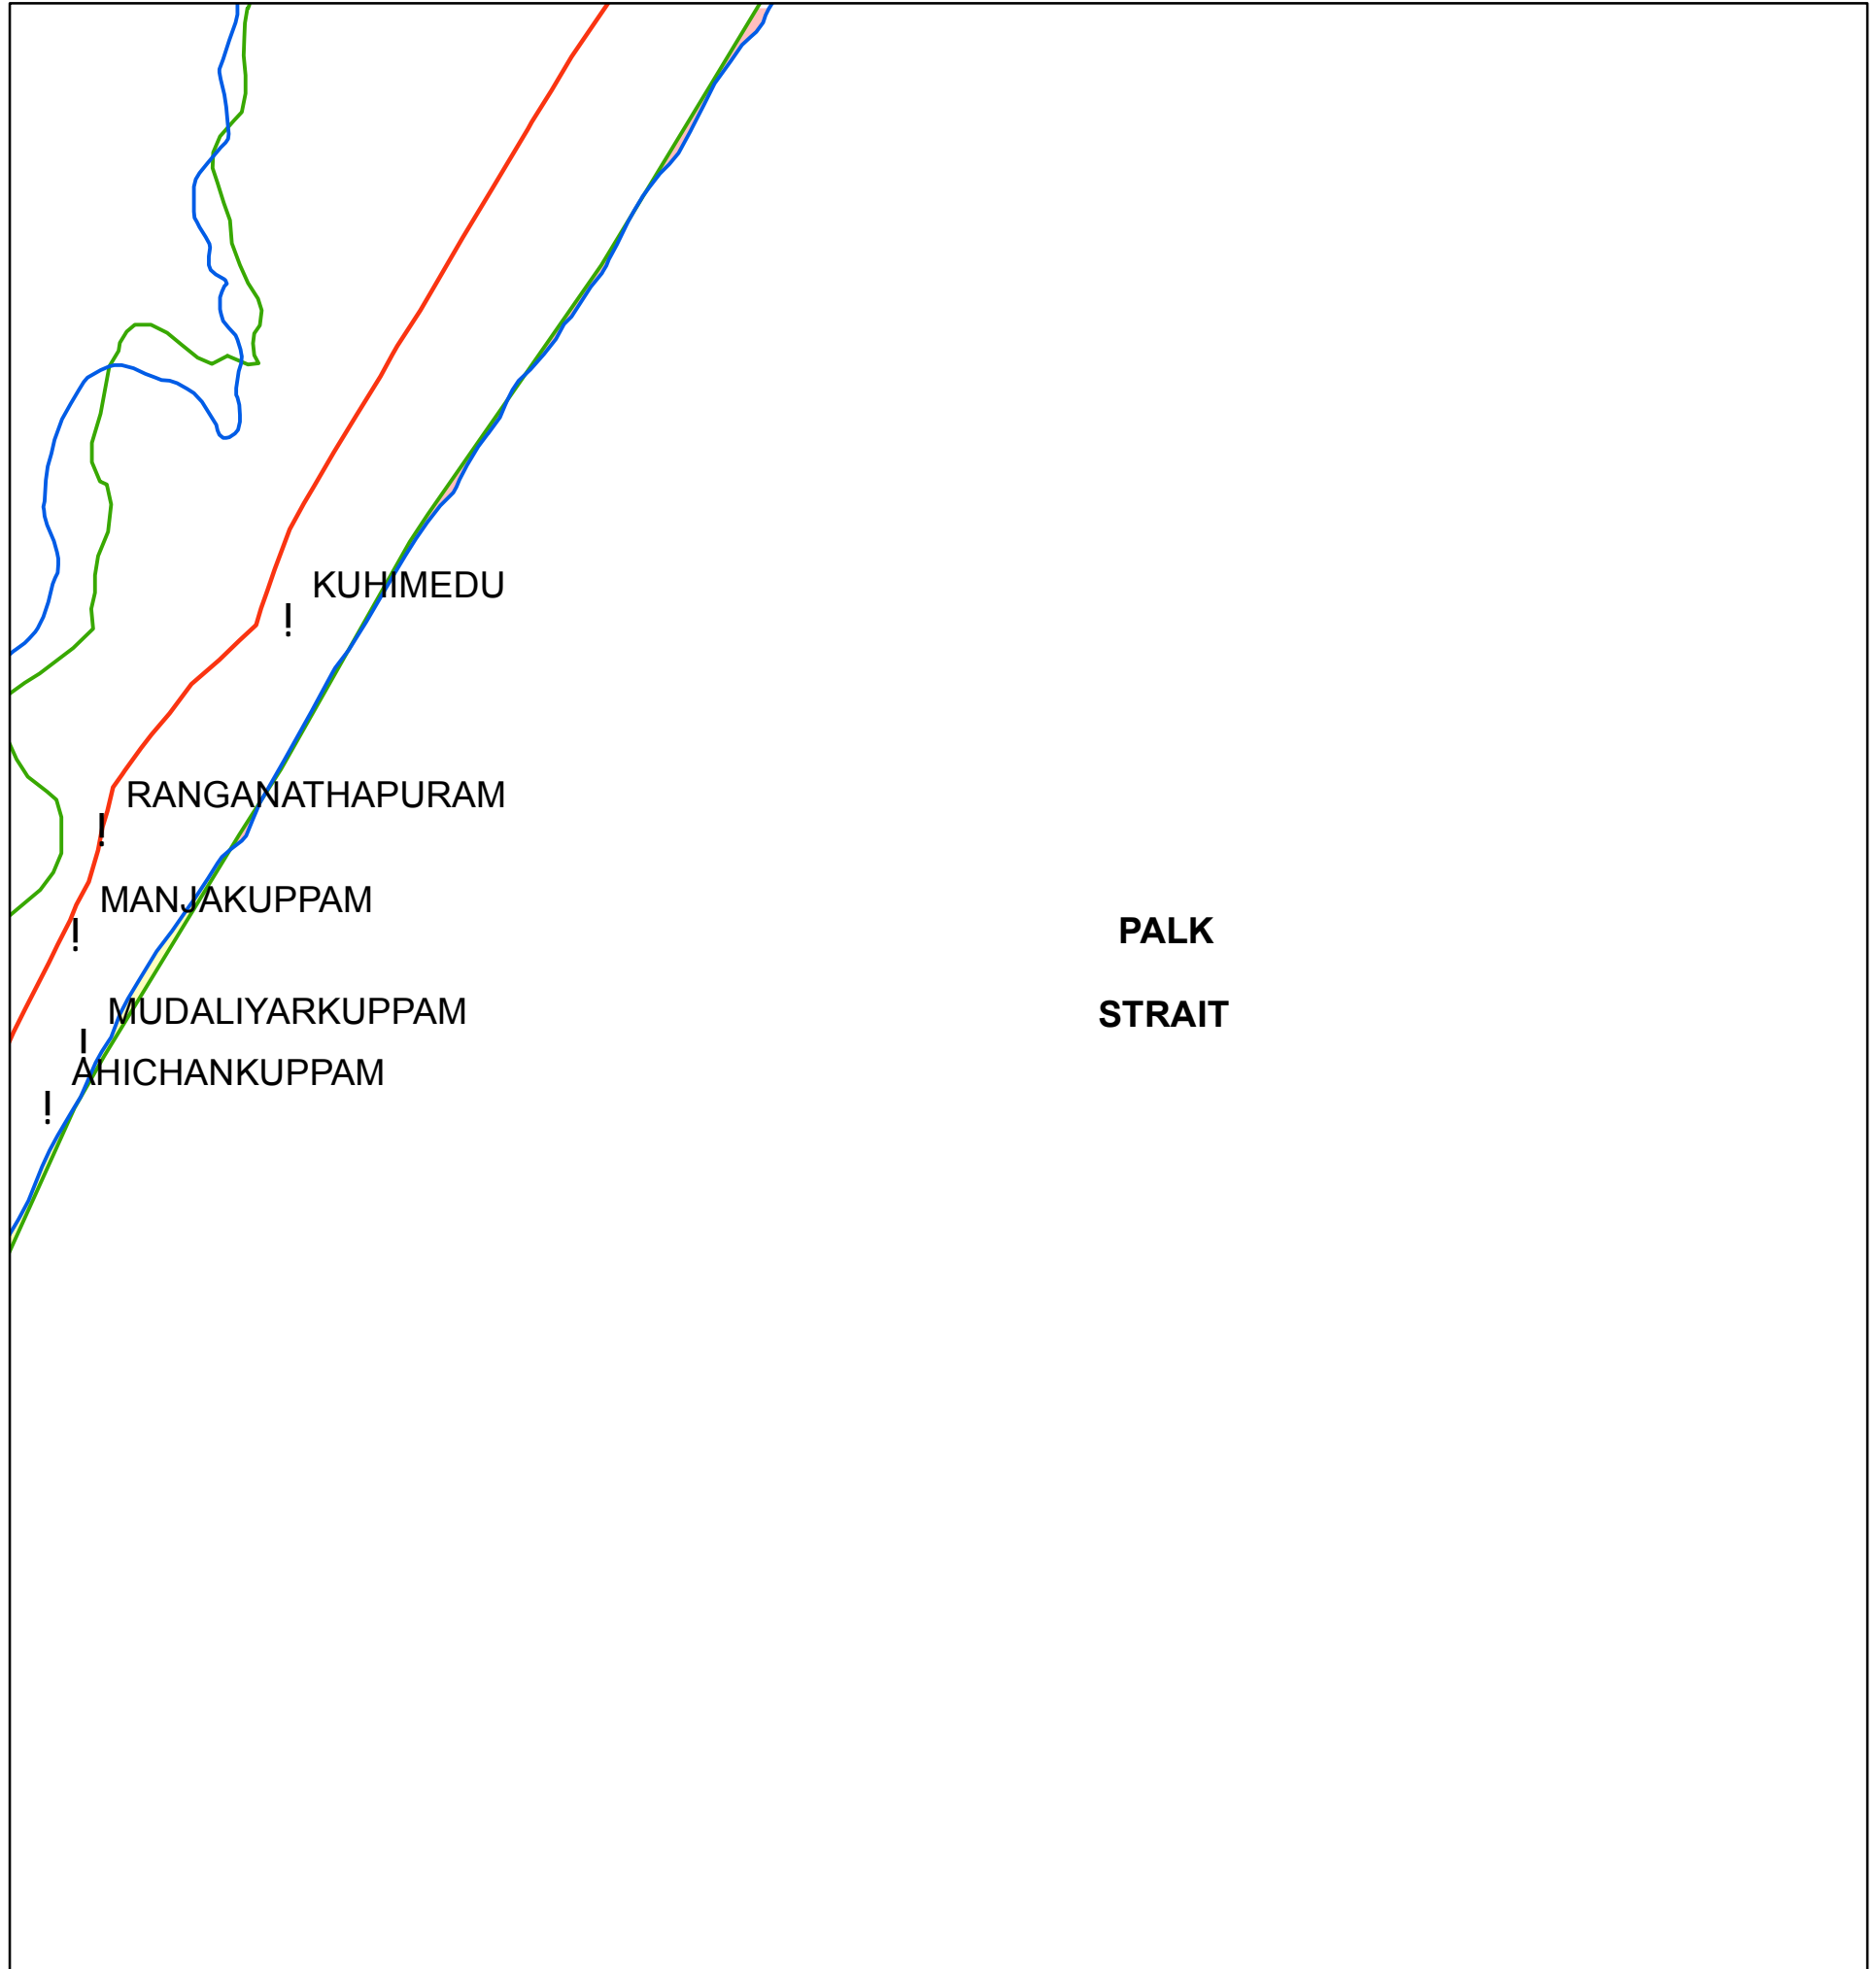 KUHIMEDU
!
RANGANATHAPURAM
!
MANJAKUPPAM
!
PALK
MUDALIYARKUPPAM
STRAIT
!
AHICHANKUPPAM
!